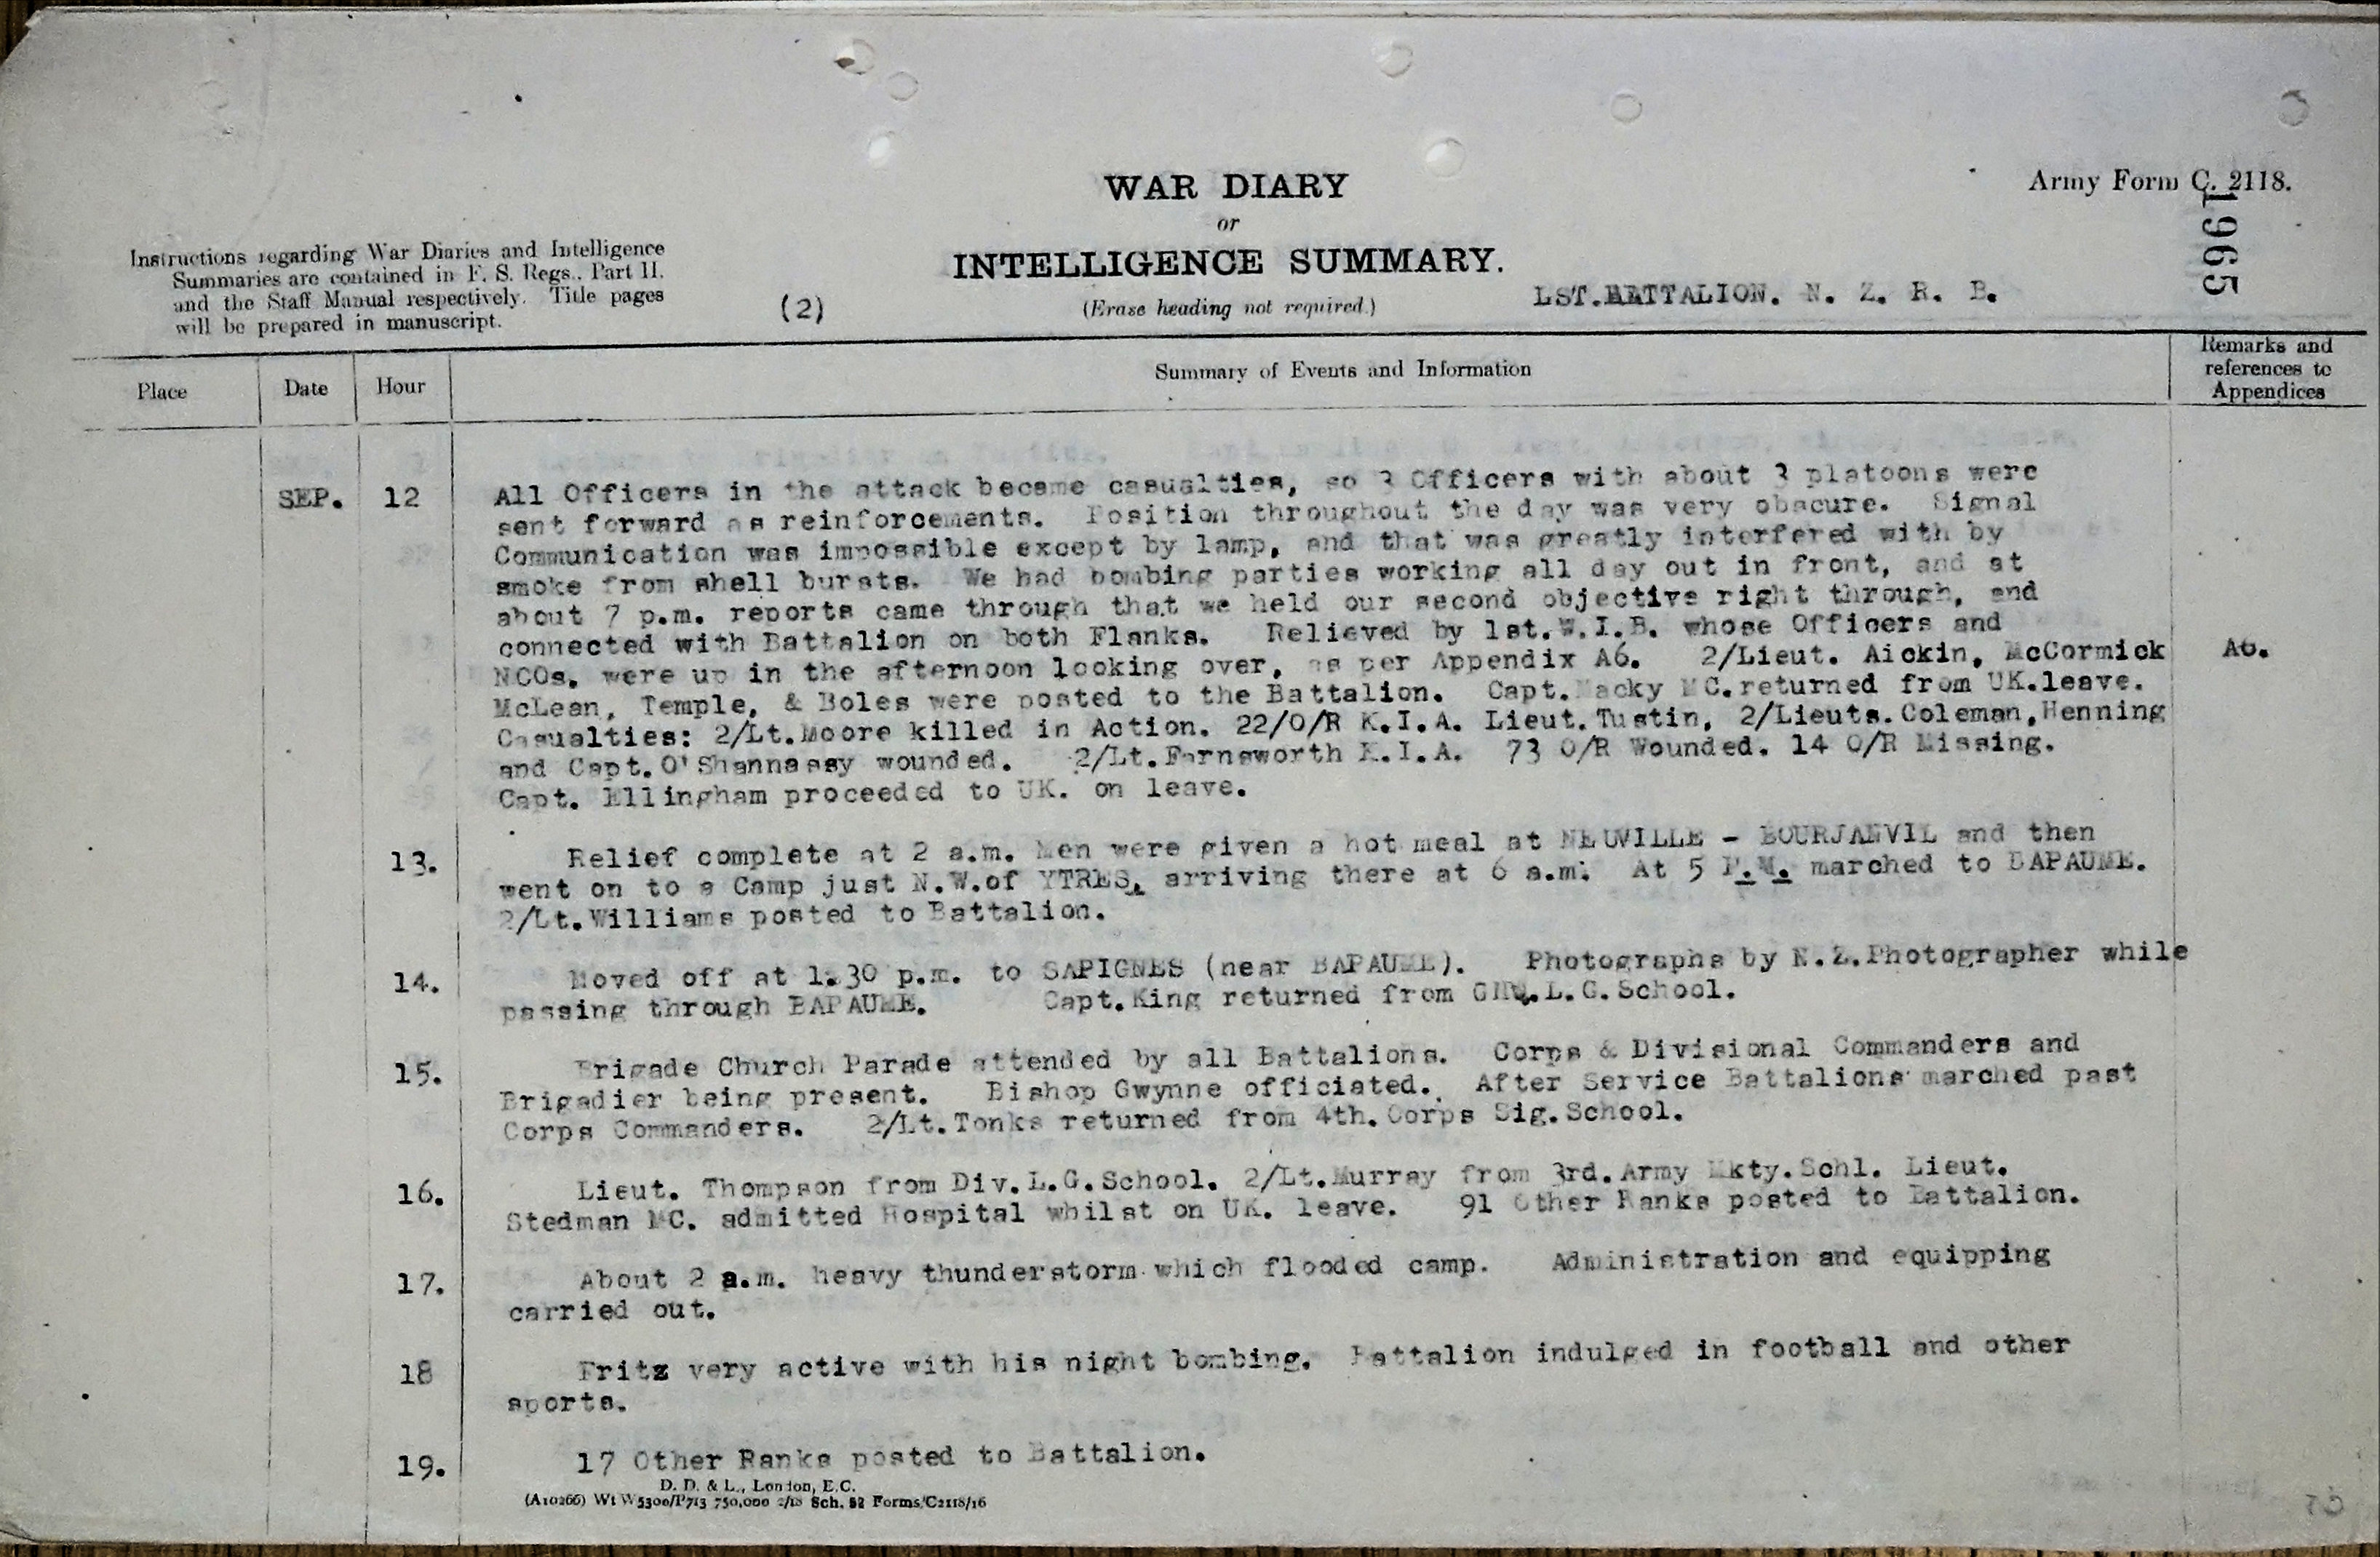 WAR DIARY
or
INTELLIGENCE SUMMARY.
(Erase heading not required.)
Army Form C. 2118.
1965
Instructions regarding War Diaries and Intelligence
Summaries are contained in F. S. Regs., Part II.
and the Staff Manual respectively. Title pages
will be prepared in manuscript.
(2)
LST.BATTALION. N. Z. R. B.
Place
Date
Hour
Summary of Events and Information
Remarks and
references to
Appendices
SEP. 12 All Officers in the attack became casualties, so 3 Officers with about 3 platoons were
sent forward as reinforcements. Position throughout the day was very obscure. Signal
Communication was impossible except by lamp, and that was greatly interfered with by
smoke from shell bursts. We had bombing parties working all day out in front, and at
about 7 p.m. reports came through that we held our second objective right through, and
connected with Battalion on both Flanks. Relieved by 1st.W.I.B. whose Officers and
NCOs. were up in the afternoon looking over, as per Appendix A6. 2/Lieut. Aickin, McCormick A6.
McLean, Temple, & Boles were posted to the Battalion. Capt.Macky MC.returned from UK.leave.
Casualties: 2/Lt.Moore killed in Action. 22/O/R K.I.A. Lieut.Tustin, 2/Lieuts.Coleman,Henning
and Capt.O'Shannassy wounded. 2/Lt.Farnsworth K.I.A. 73 O/R Wounded. 14 O/R Missing.
Capt. Ellingham proceeded to UK. on leave.
13. Relief complete at 2 a.m. Men were given a hot meal at NEUVILLE - BOURJANVIL and then
went on to a Camp just N.W.of YTRES, arriving there at 6 a.m. At 5 P.M. marched to BAPAUME.
2/Lt.Williams posted to Battalion.
14. Moved off at 1.30 p.m. to SAPIGNES (near BAPAUME). Photographs by N.Z.Photographer while
passing through BAPAUME. Capt.King returned from GHQ.L.G.School.
15. Brigade Church Parade attended by all Battalions. Corps & Divisional Commanders and
Brigadier being present. Bishop Gwynne officiated. After Service Battalions marched past
Corps Commanders. 2/Lt.Tonks returned from 4th.Corps Sig.School.
16. Lieut. Thompson from Div.L.G.School. 2/Lt.Murray from 3rd.Army Mkty.Schl. Lieut.
Stedman MC. admitted Hospital whilst on UK. leave. 91 Other Ranks posted to Battalion.
17. About 2 a.m. heavy thunderstorm which flooded camp. Administration and equipping
carried out.
18 Fritz very active with his night bombing. Battalion indulged in football and other
sports.
19. 17 Other Ranks posted to Battalion.
D. D. & L., London, E.C.
(A10266) Wt W5300/P713 750,000 2/18 Sch. 52 Forms/C2118/16